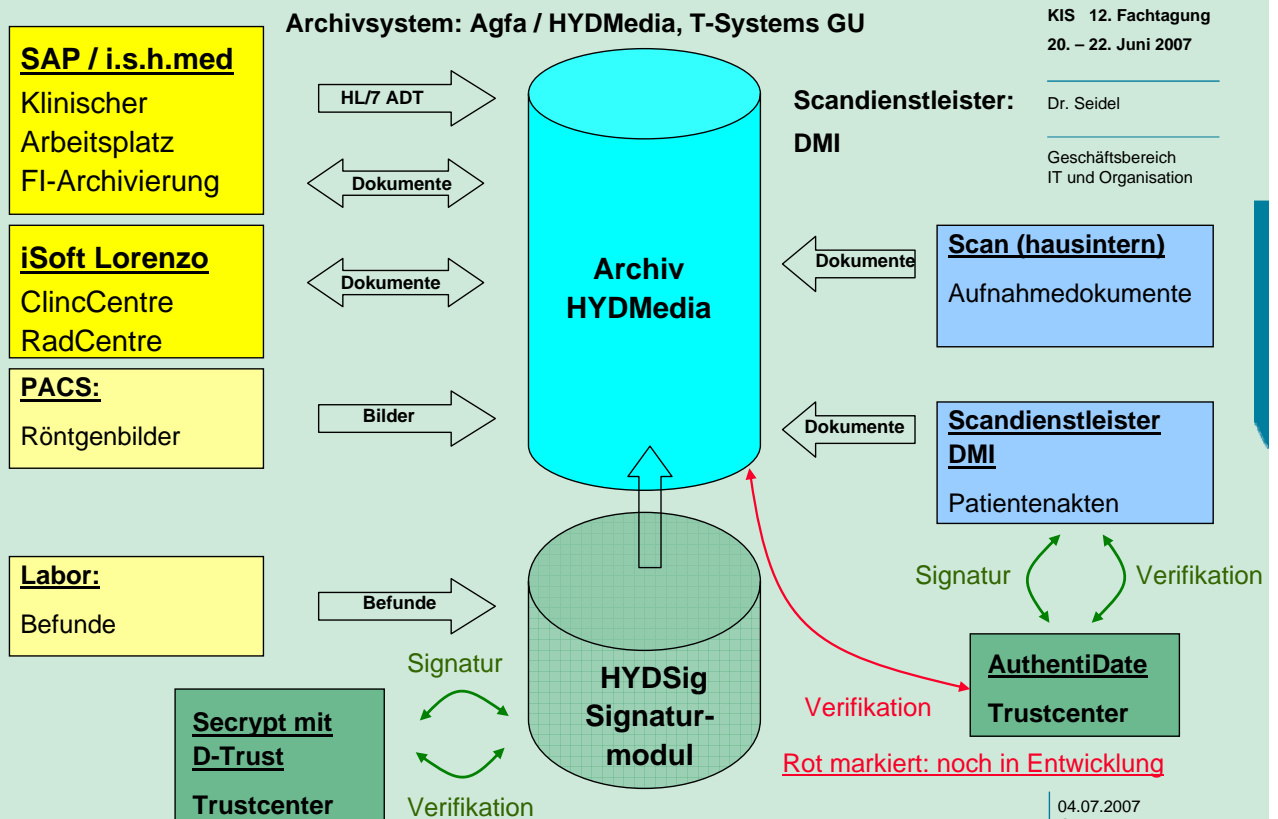 Archivsystem: Agfa / HYDMedia, T-Systems GU
KIS 12. Fachtagung
20. – 22. Juni 2007
Dr. Seidel
Geschäftsbereich
IT und Organisation
SAP / i.s.h.med
Klinischer
Arbeitsplatz
FI-Archivierung
HL/7 ADT
Dokumente
Scandienstleister:
DMI
iSoft Lorenzo
ClincCentre
RadCentre
Dokumente
Archiv
HYDMedia
Dokumente
Scan (hausintern)
Aufnahmedokumente
PACS:
Röntgenbilder
Bilder
Dokumente
Scandienstleister
DMI
Patientenakten
Signatur
Verifikation
Labor:
Befunde
Befunde
Signatur
Verifikation
Secrypt mit
D-Trust
Trustcenter
HYDSig
Signatur-
modul
Verifikation
AuthentiDate
Trustcenter
Rot markiert: noch in Entwicklung
04.07.2007